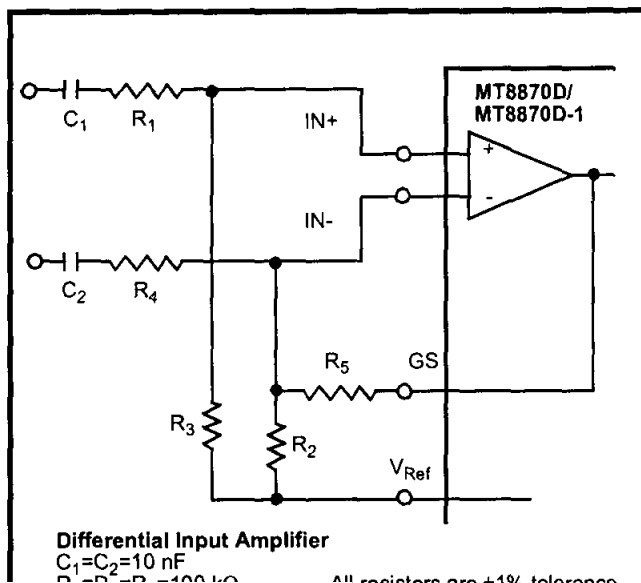 MT8870D/
MT8870D-1
C₁
R₁
IN+
+
IN-
-
C₂
R₄
R₅
GS
R₃
R₂
V_Ref
Differential Input Amplifier
C₁=C₂=10 nF
All resistors are ±1% tolerance